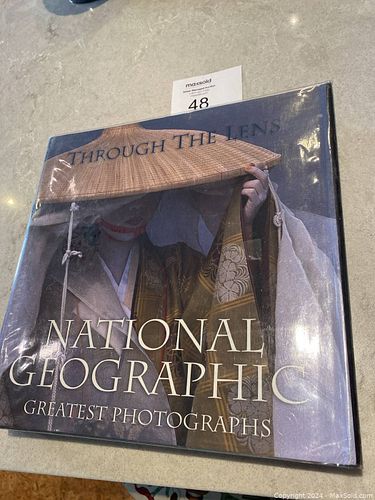 maxsold
48
THROUGH THE LENS
NATIONAL
GEOGRAPHIC
GREATEST PHOTOGRAPHS
Copyright 2024 - MaxSold.com